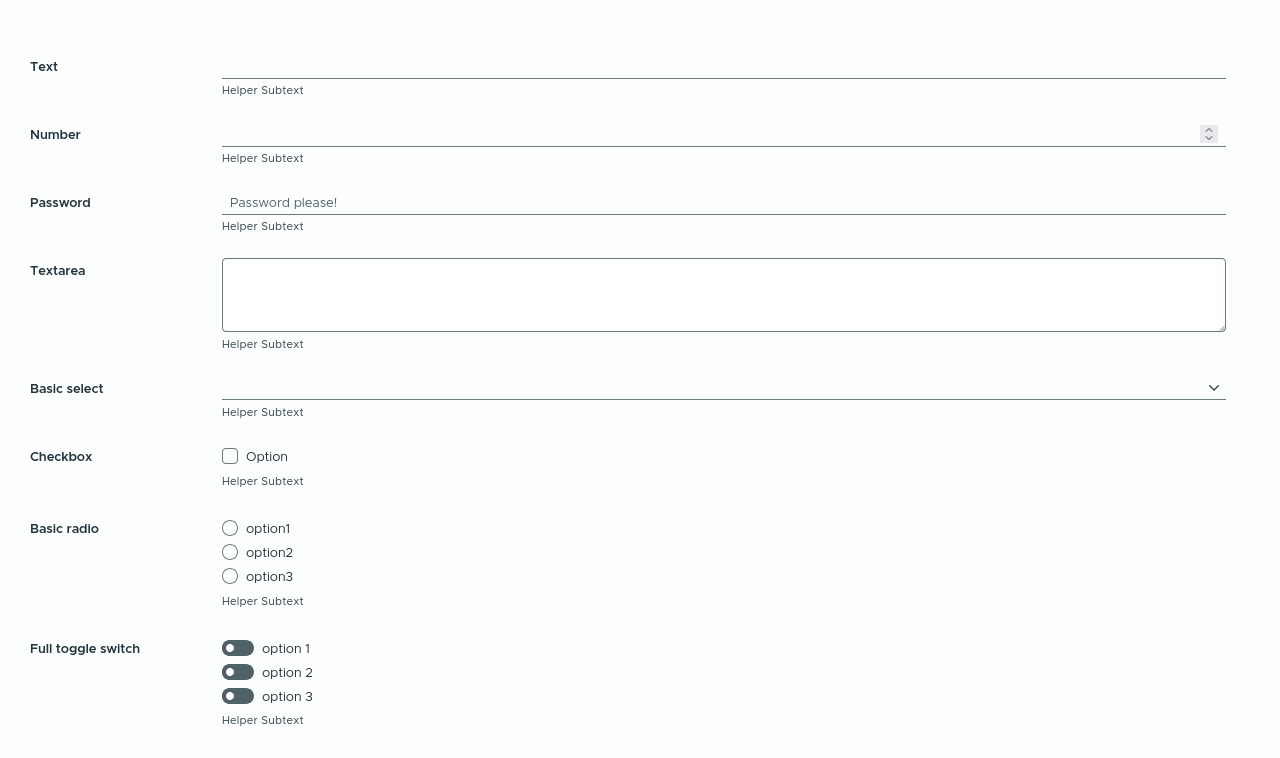 Text
Helper Subtext
Number
Helper Subtext
Password Password please!
Helper Subtext
Textarea
Helper Subtext
Basic select
Helper Subtext
Checkbox Option
Helper Subtext
Basic radio option1
option2
option3
Helper Subtext
Full toggle switch option 1
option 2
option 3
Helper Subtext